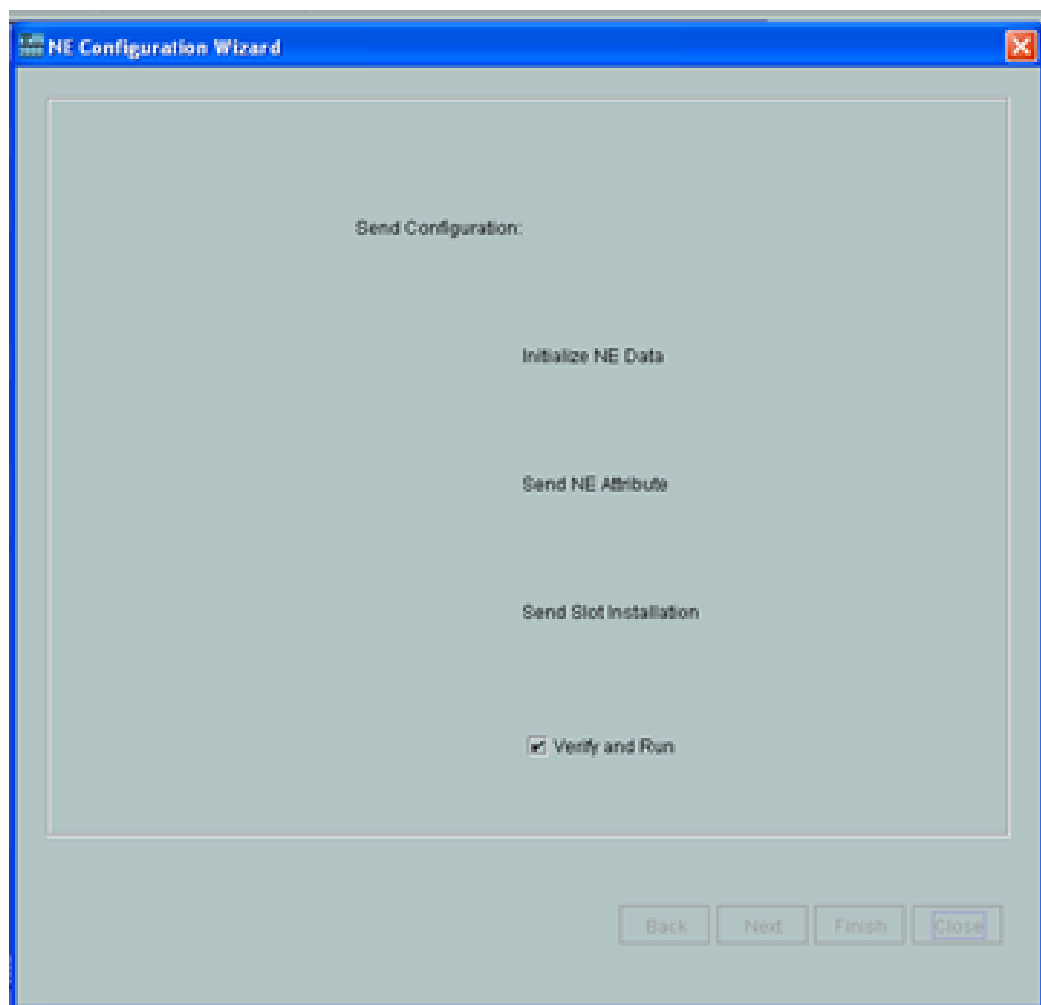 NE Configuration Wizard
Send Configuration:
Initialize NE Data
Send NE Attribute
Send Slot Installation
Verify and Run
Back Next Finish Close